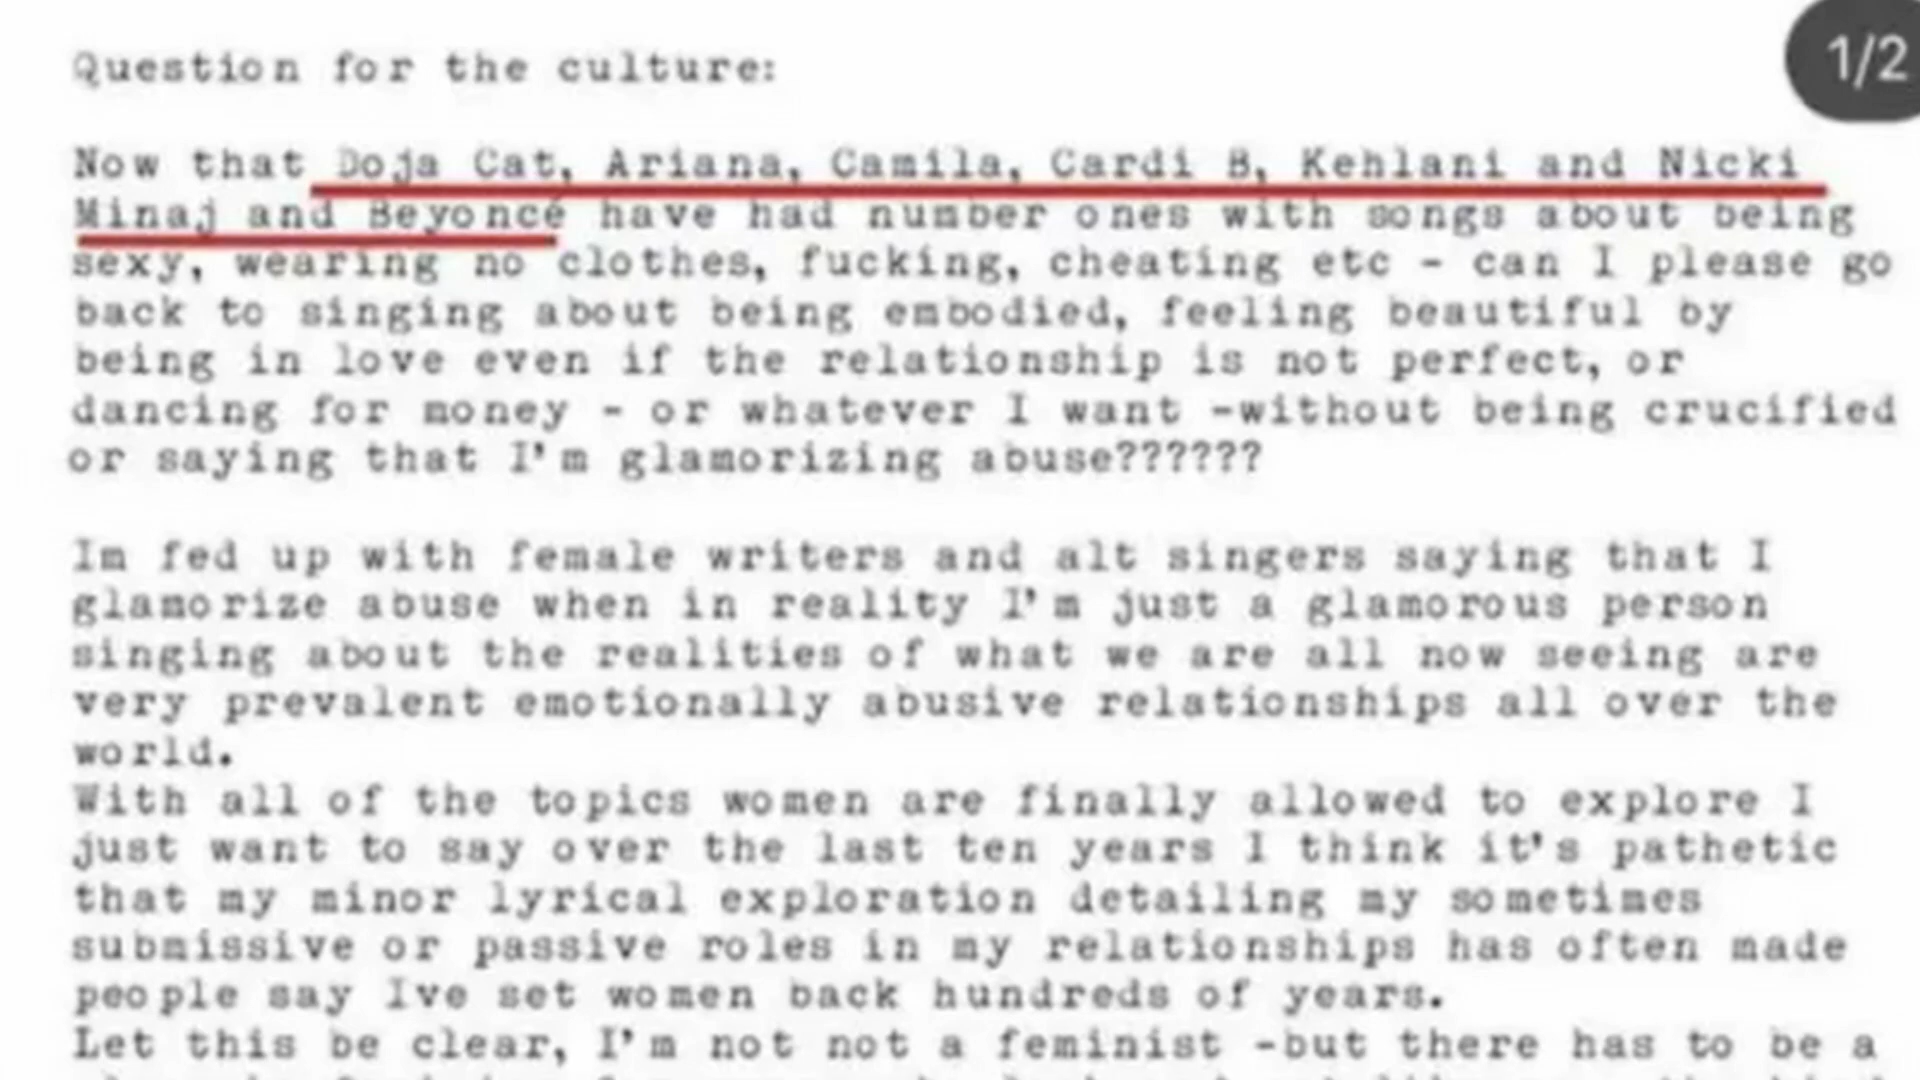 Question for the culture:
1/2
Now that Doja Cat, Ariana, Camila, Cardi B, Kehlani and Nicki
Minaj and Beyoncé have had number ones with songs about being
sexy, wearing no clothes, fucking, cheating etc - can I please go
back to singing about being embodied, feeling beautiful by
being in love even if the relationship is not perfect, or
dancing for money - or whatever I want -without being crucified
or saying that I'm glamorizing abuse??????
Im fed up with female writers and alt singers saying that I
glamorize abuse when in reality I'm just a glamorous person
singing about the realities of what we are all now seeing are
very prevalent emotionally abusive relationships all over the
world.
With all of the topics women are finally allowed to explore I
just want to say over the last ten years I think it's pathetic
that my minor lyrical exploration detailing my sometimes
submissive or passive roles in my relationships has often made
people say Ive set women back hundreds of years.
Let this be clear, I'm not not a feminist -but there has to be a